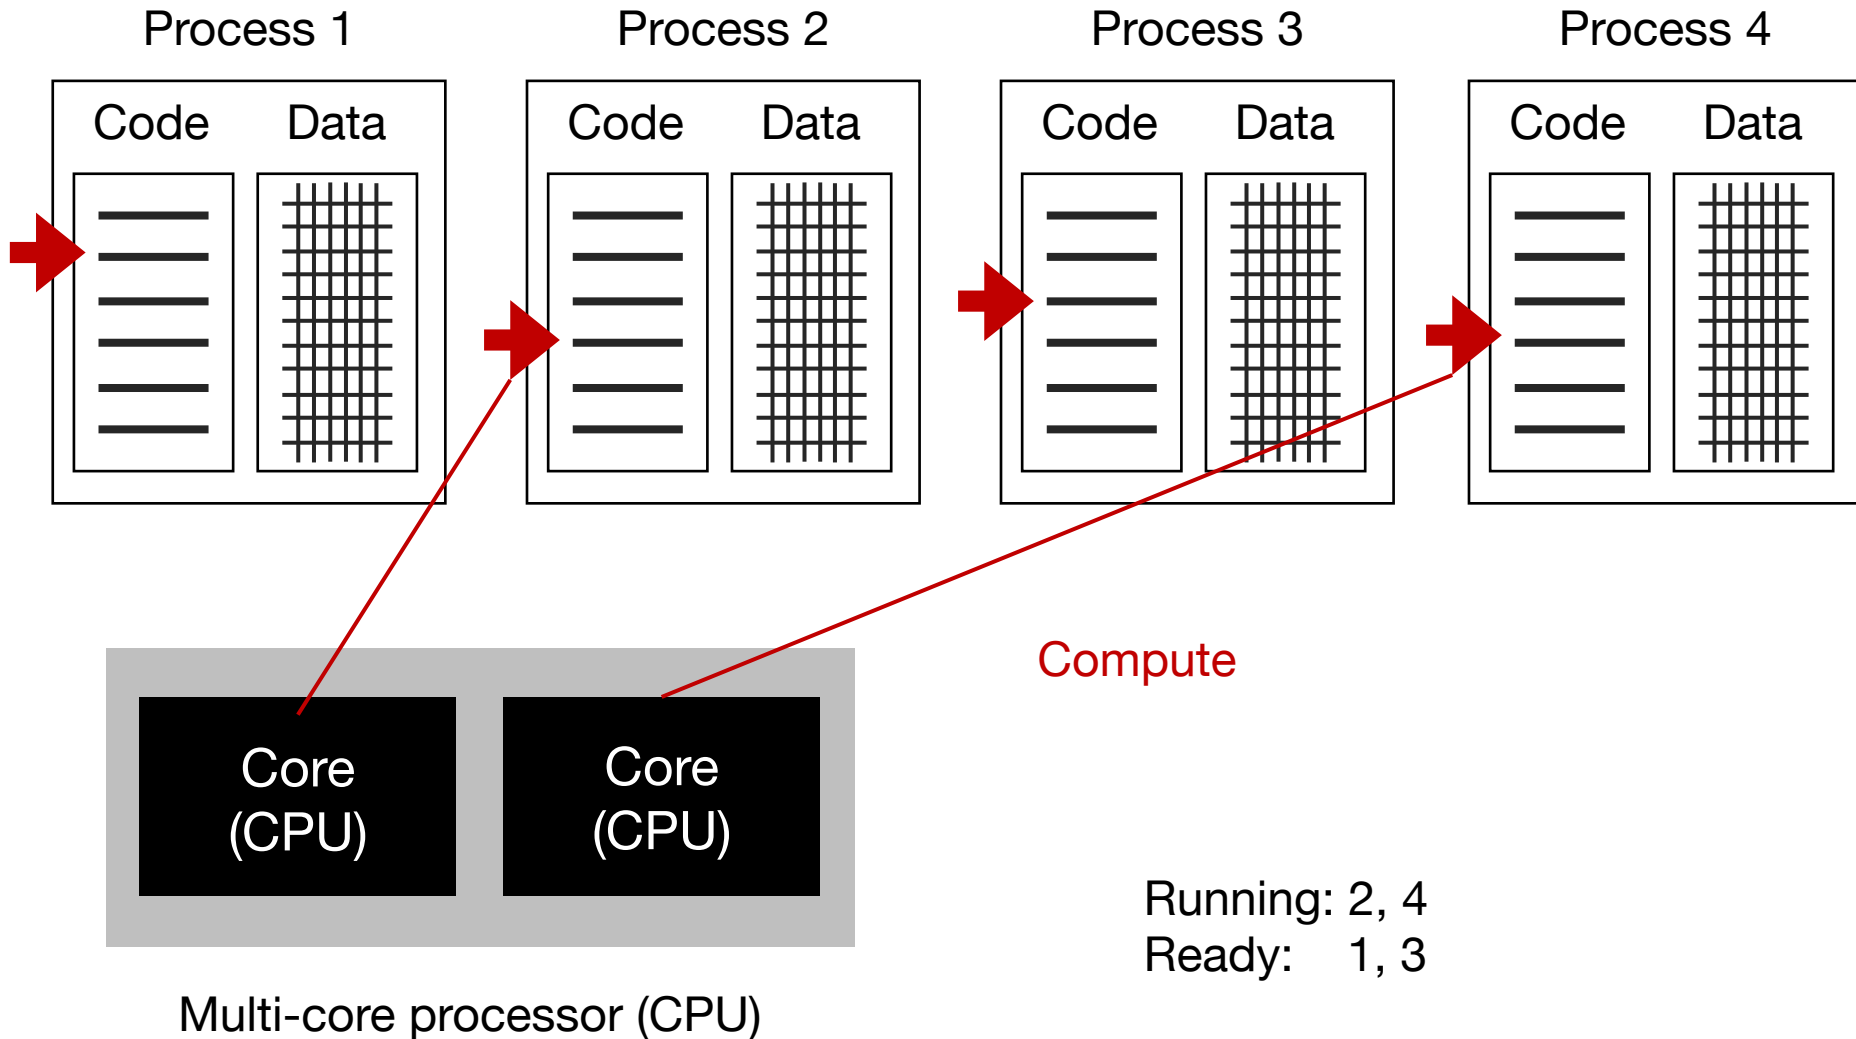 Process 1
Process 2
Process 3
Process 4
Code Data
Code Data
Code Data
Code Data
Compute
Core
(CPU)
Core
(CPU)
Running: 2, 4
Ready: 1, 3
Multi-core processor (CPU)